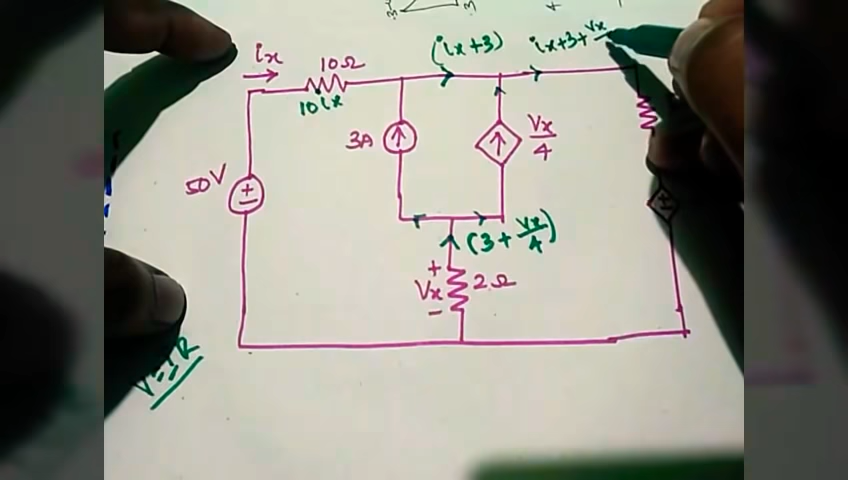 ix
10Ω
(ix+3)
ix+3+Vx
10ix
3A
Vx/4
50V
(3+Vx/4)
+
Vx
2Ω
-
V=IR